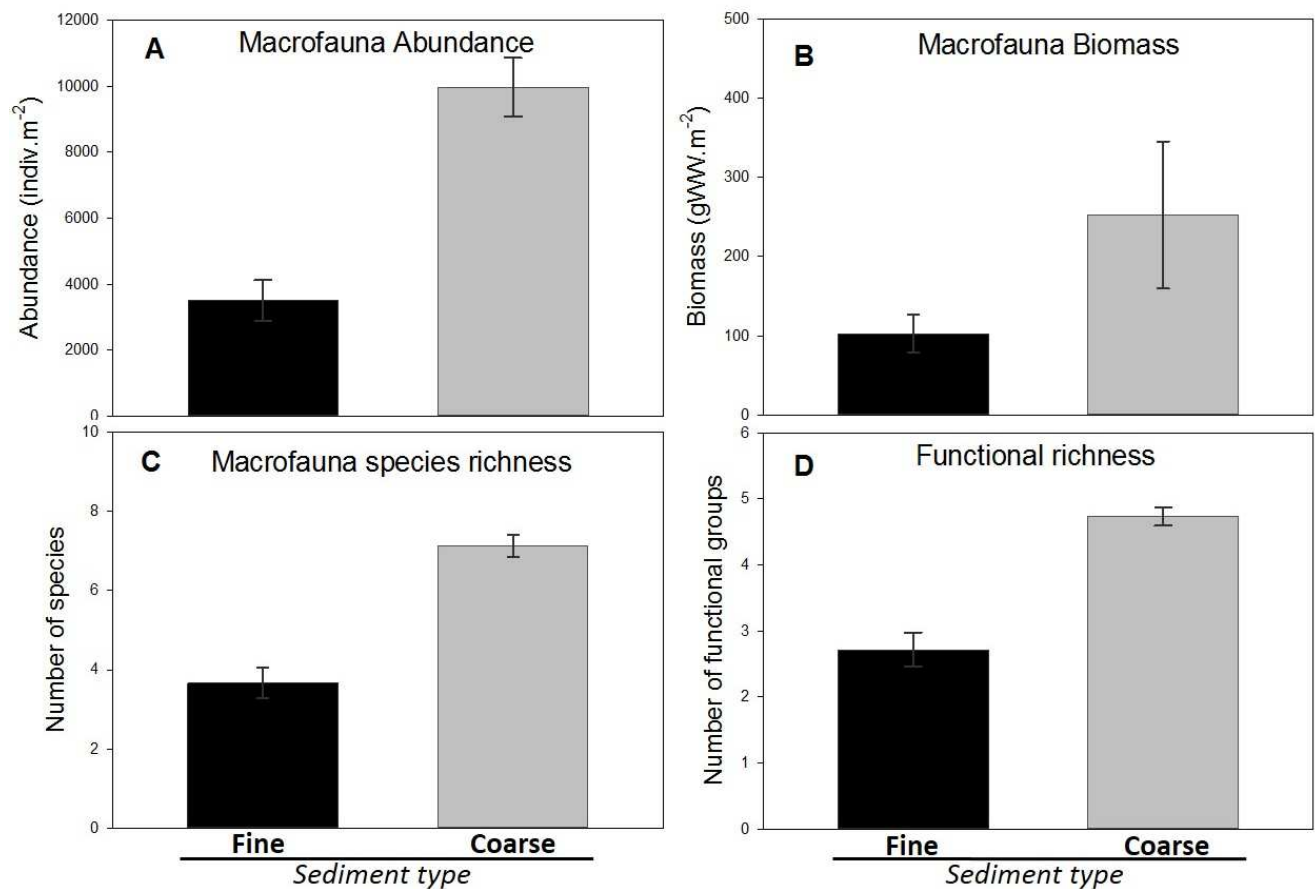 A
Macrofauna Abundance
Abundance (indiv.m-2)
12000
10000
8000
6000
4000
2000
0
B
Macrofauna Biomass
Biomass (gWW.m-2)
500
400
300
200
100
0
C
Macrofauna species richness
Number of species
10
8
6
4
2
0
Fine
Coarse
Sediment type
D
Functional richness
Number of functional groups
6
5
4
3
2
1
0
Fine
Coarse
Sediment type